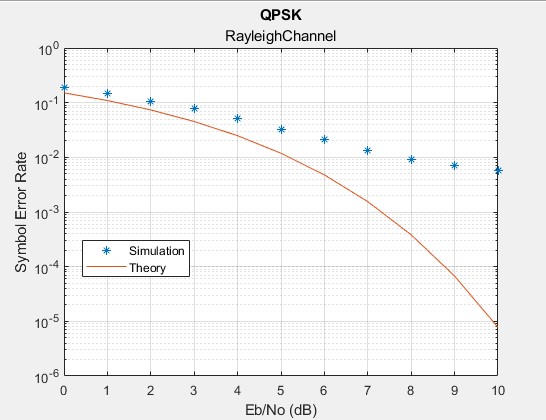 QPSK
RayleighChannel
10^0
10^-1
10^-2
10^-3
10^-4
10^-5
10^-6
Symbol Error Rate
Simulation
Theory
0 1 2 3 4 5 6 7 8 9 10
Eb/No (dB)